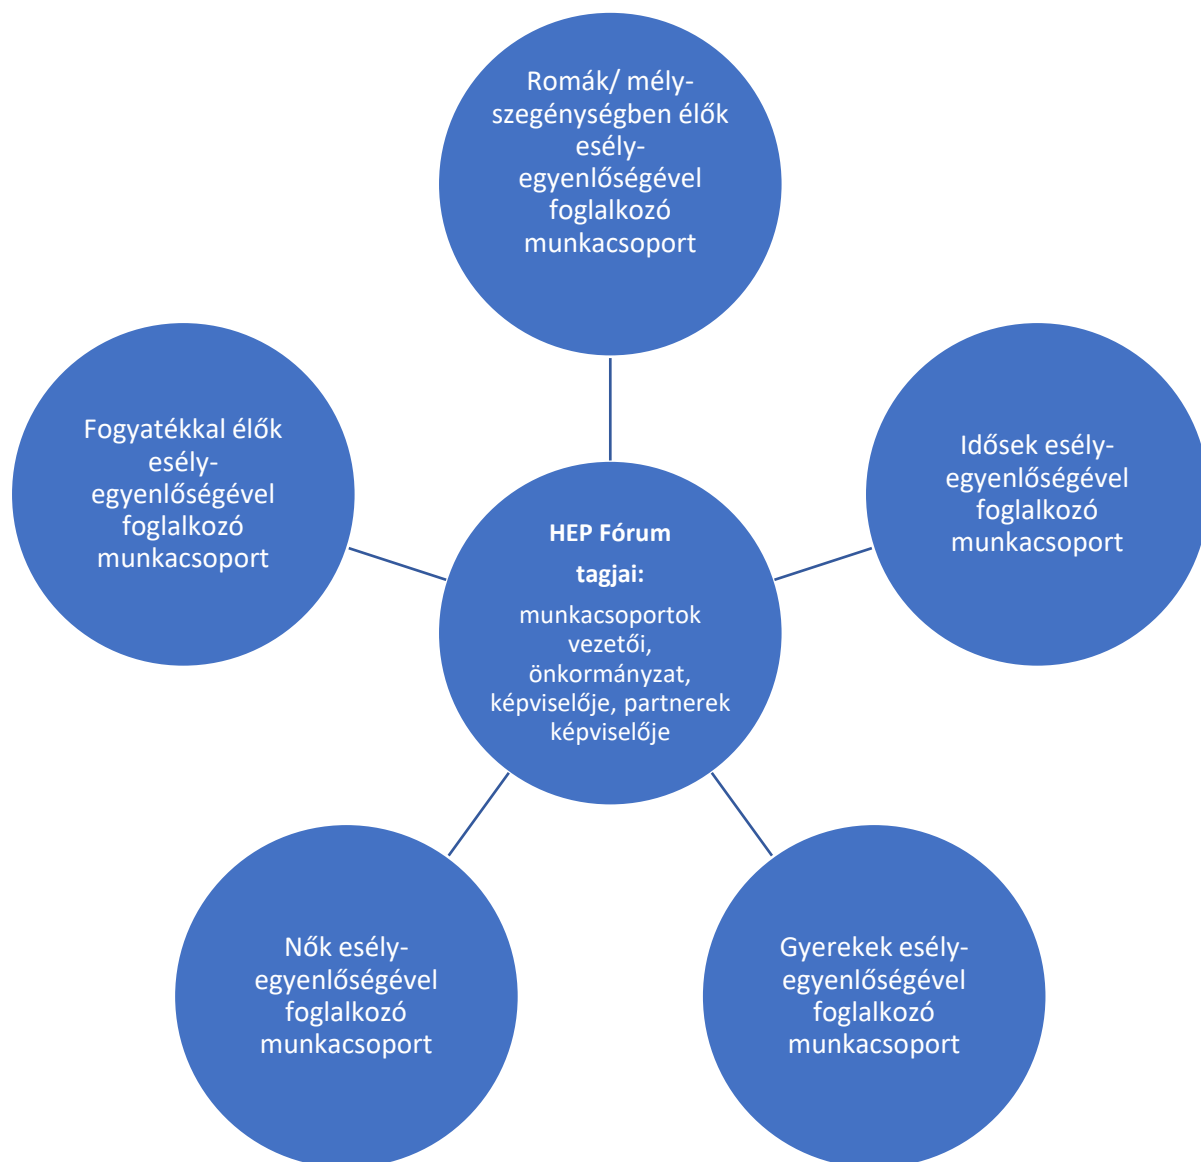 Romák/ mély-
szegénységben élők
esély-
egyenlőségével
foglalkozó
munkacsoport
Fogyatékkal élők
esély-
egyenlőségével
foglalkozó
munkacsoport
Idősek esély-
egyenlőségével
foglalkozó
munkacsoport
HEP Fórum
tagjai:
munkacsoportok
vezetői,
önkormányzat,
képviselője, partnerek
képviselője
Nők esély-
egyenlőségével
foglalkozó
munkacsoport
Gyerekek esély-
egyenlőségével
foglalkozó
munkacsoport